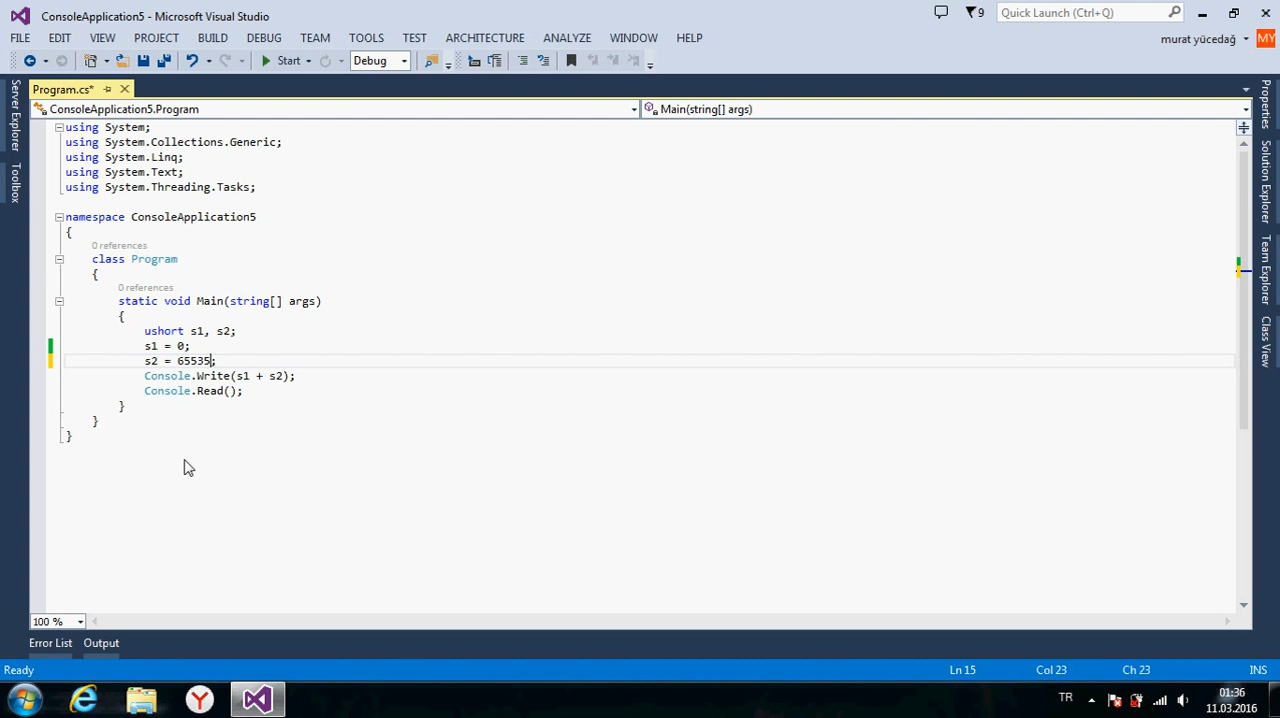 ConsoleApplication5 - Microsoft Visual Studio
9
Quick Launch (Ctrl+Q)
FILE EDIT VIEW PROJECT BUILD DEBUG TEAM TOOLS TEST ARCHITECTURE ANALYZE WINDOW HELP
murat yücedağ MY
Start Debug
Program.cs*
ConsoleApplication5.Program
Main(string[] args)
Server Explorer
Toolbox
using System;
using System.Collections.Generic;
using System.Linq;
using System.Text;
using System.Threading.Tasks;
namespace ConsoleApplication5
{
0 references
class Program
{
0 references
static void Main(string[] args)
{
ushort s1, s2;
s1 = 0;
s2 = 65535;
Console.Write(s1 + s2);
Console.Read();
}
}
}
Properties
Solution Explorer
Team Explorer
Class View
100 %
Error List Output
Ready
Ln 15 Col 23 Ch 23 INS
TR
01:36
11.03.2016